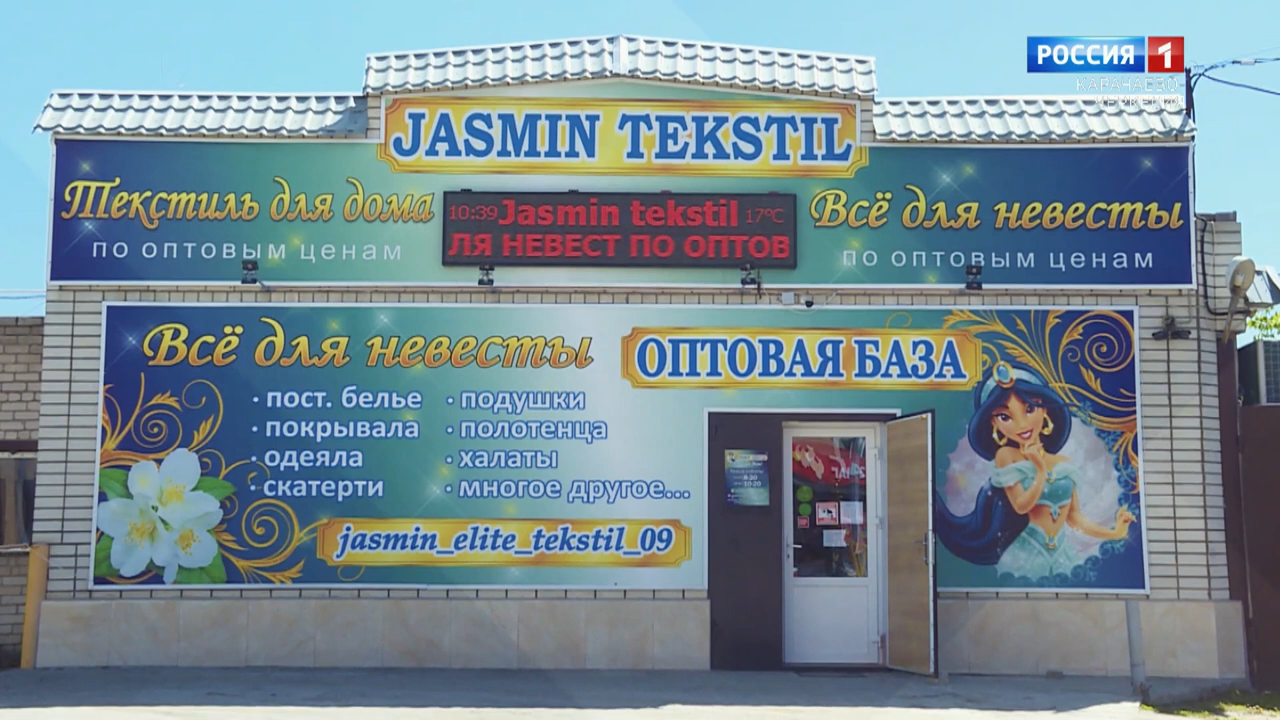 РОССИЯ 1
КАРАЧАЕВО
JASMIN TEKSTIL
Текстиль для дома
по оптовым ценам
10:39 Jasmin tekstil 17°C
ЛЯ НЕВЕСТ ПО ОПТОВ
Всё для невесты
по оптовым ценам
Всё для невесты
· пост. белье
· покрывала
· одеяла
· скатерти
· подушки
· полотенца
· халаты
· многое другое...
jasmin_elite_tekstil_09
ОПТОВАЯ БАЗА